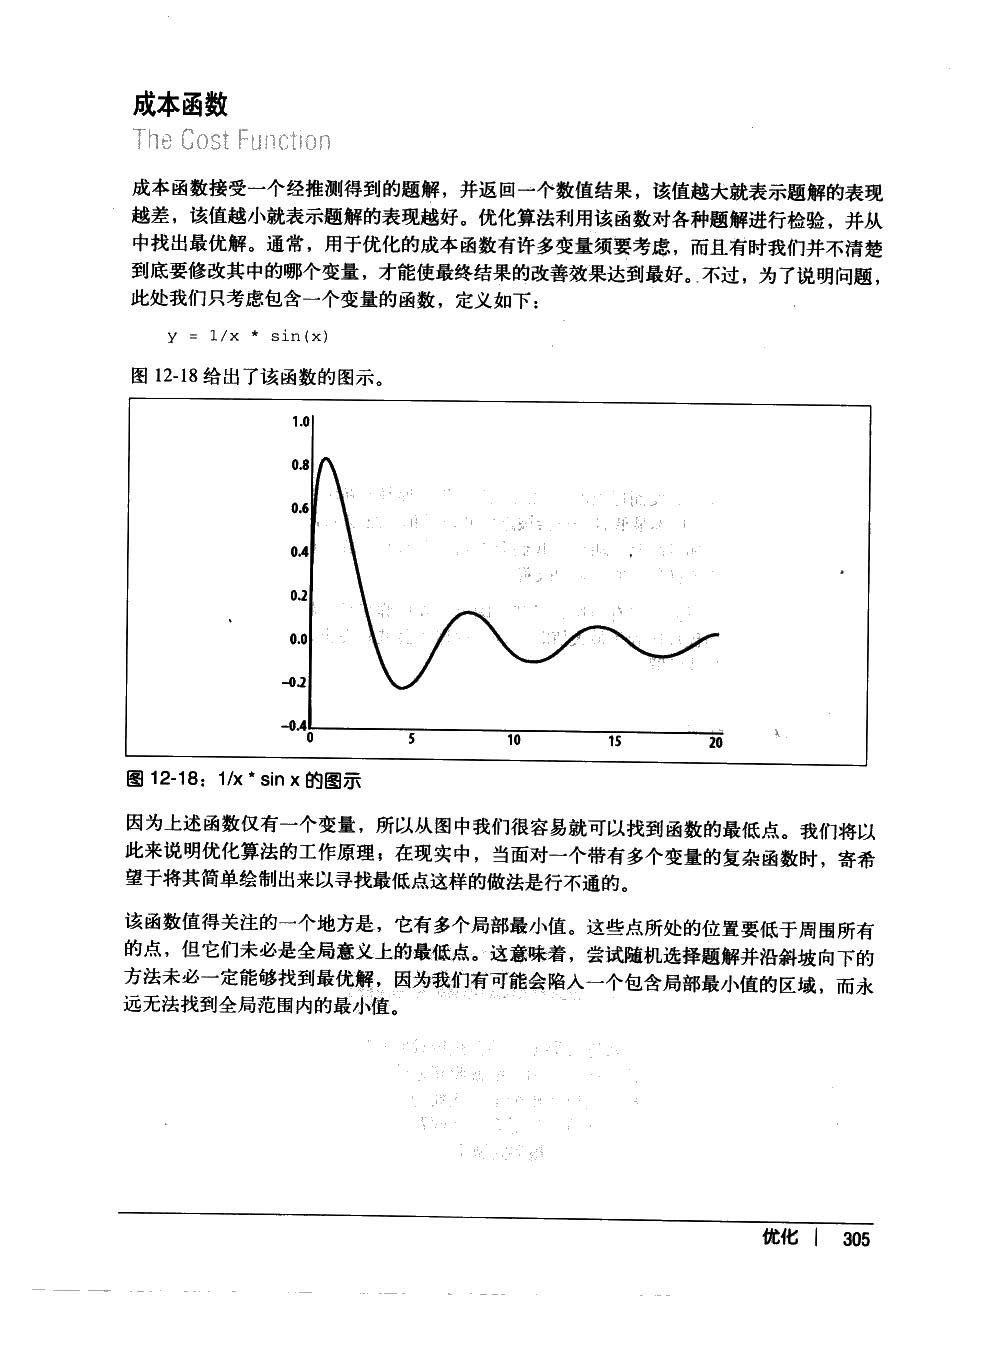 成本函数
The Cost Function
成本函数接受一个经推测得到的题解，并返回一个数值结果，该值越大就表示题解的表现
越差，该值越小就表示题解的表现越好。优化算法利用该函数对各种题解进行检验，并从
中找出最优解。通常，用于优化的成本函数有许多变量须要考虑，而且有时我们并不清楚
到底要修改其中的哪个变量，才能使最终结果的改善效果达到最好。不过，为了说明问题，
此处我们只考虑包含一个变量的函数，定义如下：
y = 1/x * sin(x)
图 12-18 给出了该函数的图示。
1.0
0.8
0.6
0.4
0.2
0.0
–0.2
–0.4
0 5 10 15 20
图 12-18：1/x * sin x 的图示
因为上述函数仅有一个变量，所以从图中我们很容易就可以找到函数的最低点。我们将以
此来说明优化算法的工作原理；在现实中，当面对一个带有多个变量的复杂函数时，寄希
望于将其简单绘制出来以寻找最低点这样的做法是行不通的。
该函数值得关注的一个地方是，它有多个局部最小值。这些点所处的位置要低于周围所有
的点，但它们未必是全局意义上的最低点。这意味着，尝试随机选择题解并沿斜坡向下的
方法未必一定能够找到最优解，因为我们有可能会陷入一个包含局部最小值的区域，而永
远无法找到全局范围内的最小值。
优化 | 305